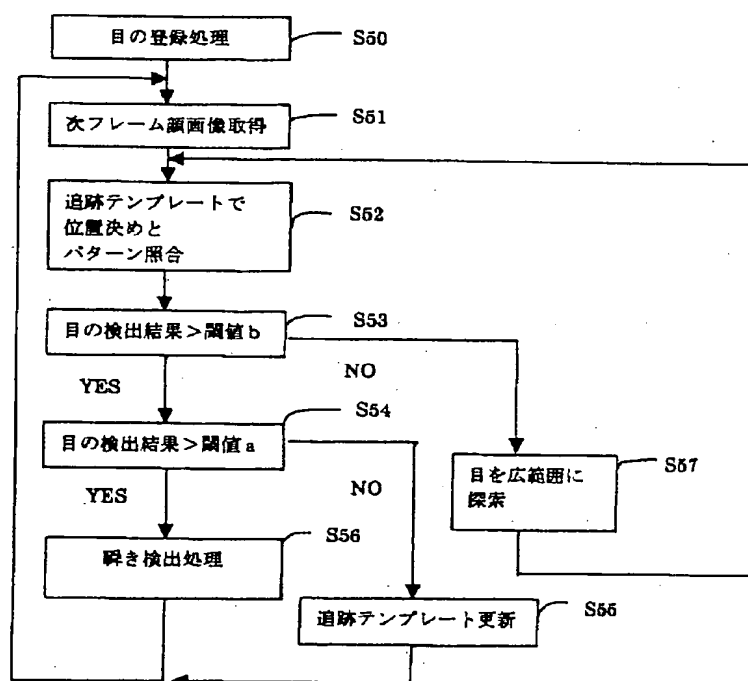 目の登録処理
S50
次フレーム顔画像取得
S51
追跡テンプレートで
位置決めと
パターン照合
S52
目の検出結果>閾値b
S53
YES
NO
目の検出結果>閾値a
S54
YES
NO
目を広範囲に
探索
S57
瞬き検出処理
S56
追跡テンプレート更新
S55